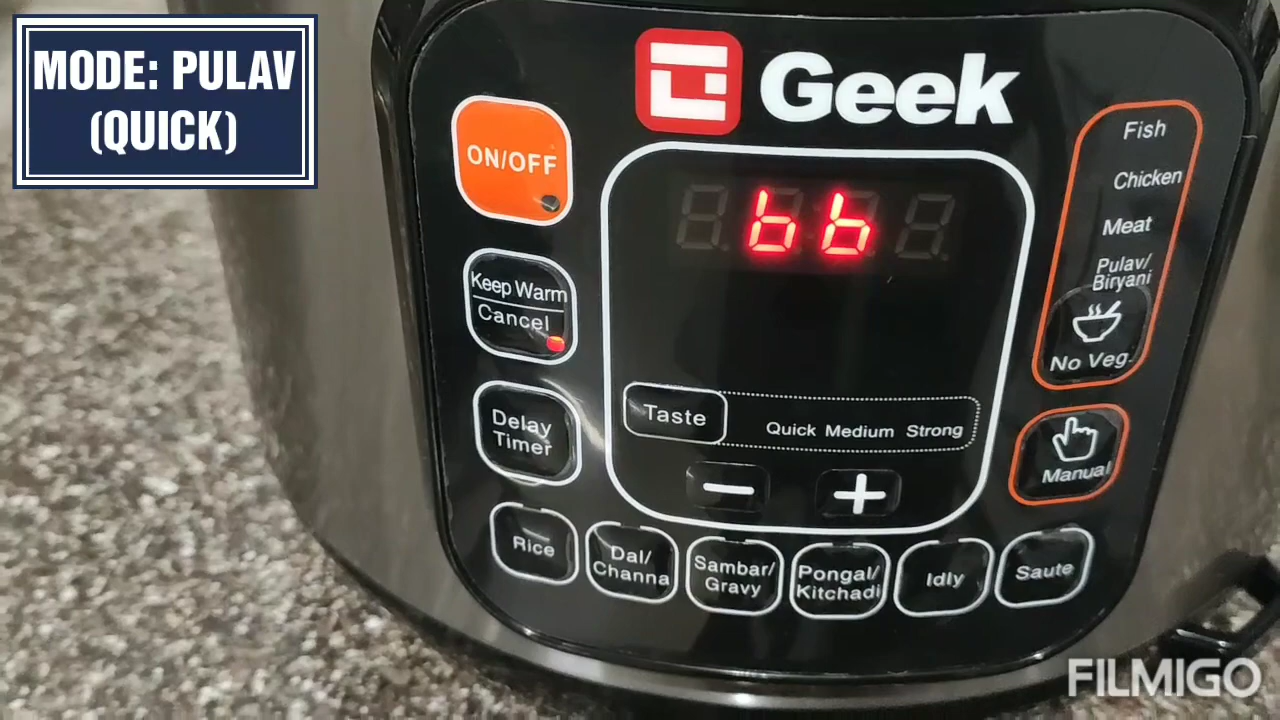 MODE: PULAV
(QUICK)
Geek
ON/OFF
bb
Fish
Chicken
Meat
Pulav/
Biryani
No Veg.
Keep Warm
Cancel
Delay
Timer
Taste
Quick Medium Strong
− +
Manual
Rice
Dal/
Channa
Sambar/
Gravy
Pongal/
Kitchadi
Idly
Saute
FILMIGO